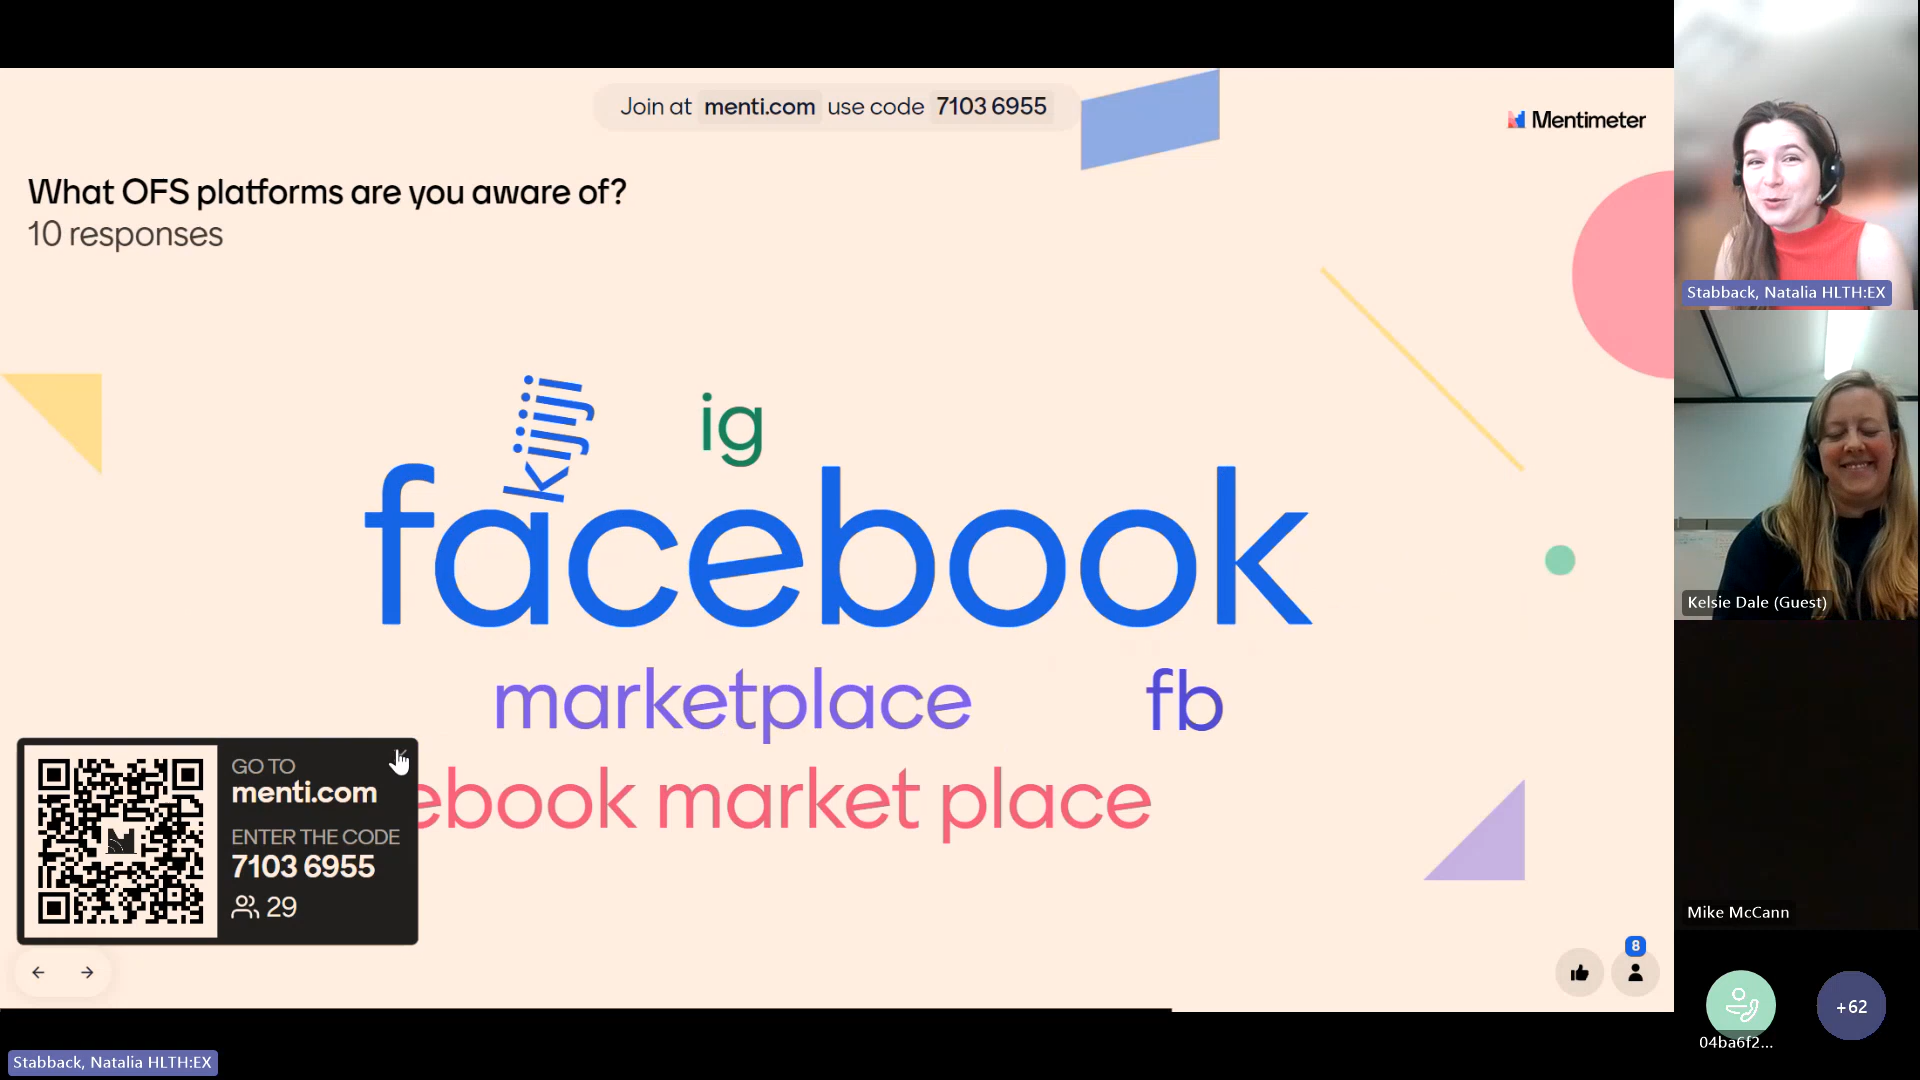 Join at menti.com use code 7103 6955
Mentimeter
What OFS platforms are you aware of?
10 responses
kijiji
ig
facebook
marketplace
fb
ebook market place
GO TO
menti.com
ENTER THE CODE
7103 6955
29
8
Stabback, Natalia HLTH:EX
Stabback, Natalia HLTH:EX
Kelsie Dale (Guest)
Mike McCann
04ba6f2...
+62